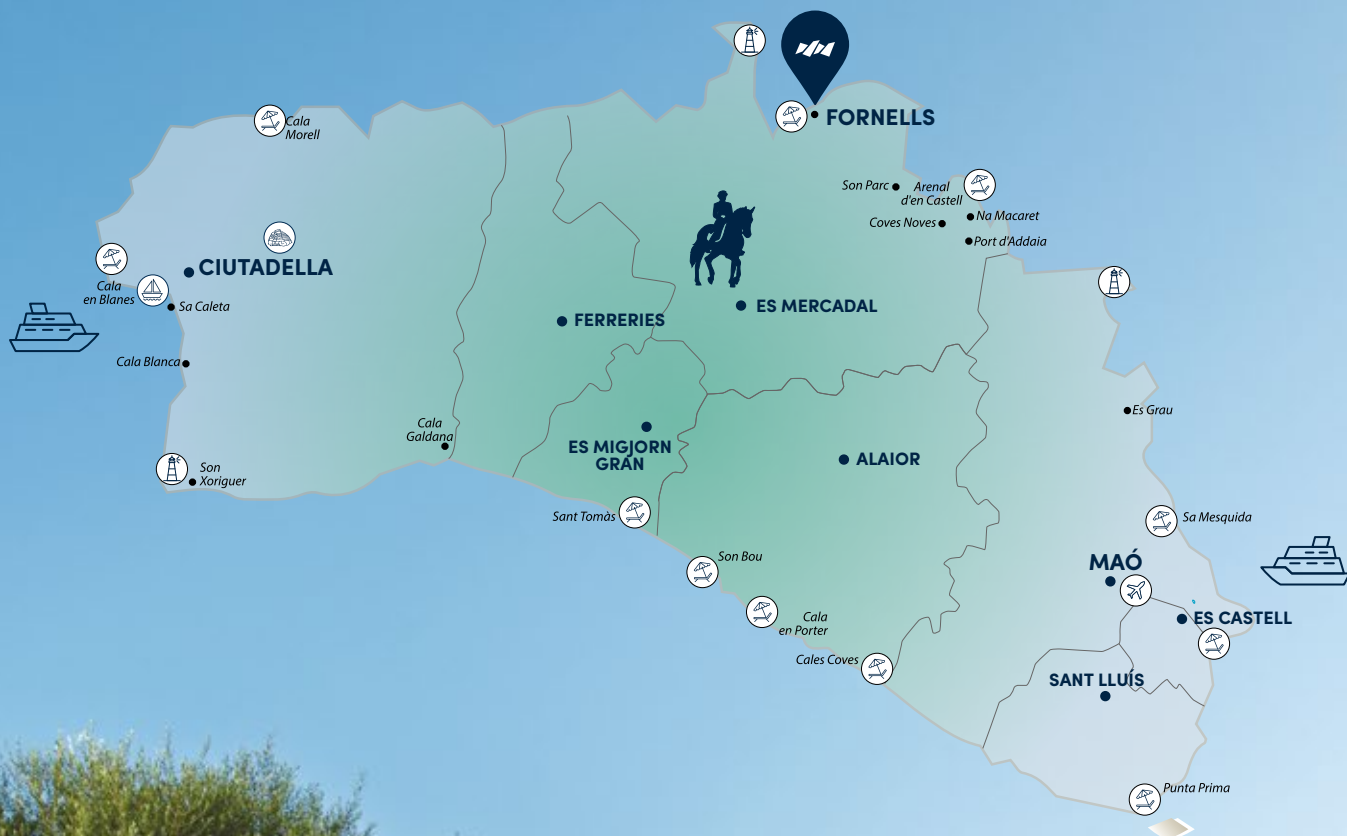 FORNELLS
Cala
Morell
Son Parc
Arenal
d'en Castell
Coves Noves
Na Macaret
Port d'Addaia
CIUTADELLA
Cala
en Blanes
Sa Caleta
FERRERIES
ES MERCADAL
Cala Blanca
Es Grau
Cala
Galdana
ES MIGJORN
GRAN
ALAIOR
Son
Xoriguer
Sant Tomàs
Sa Mesquida
Son Bou
MAÓ
Cala
en Porter
ES CASTELL
Cales Coves
SANT LLUÍS
Punta Prima